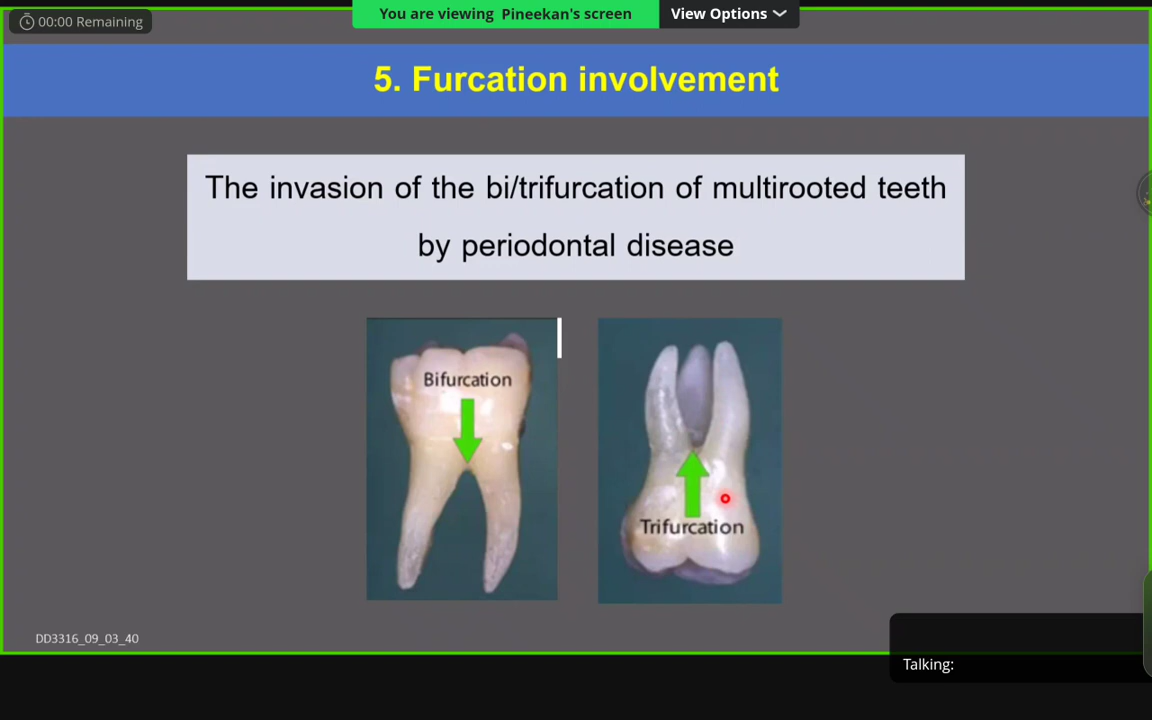 00:00 Remaining
You are viewing Pineekan's screen
View Options
5. Furcation involvement
The invasion of the bi/trifurcation of multirooted teeth
by periodontal disease
Bifurcation
Trifurcation
DD3316_09_03_40
Talking: